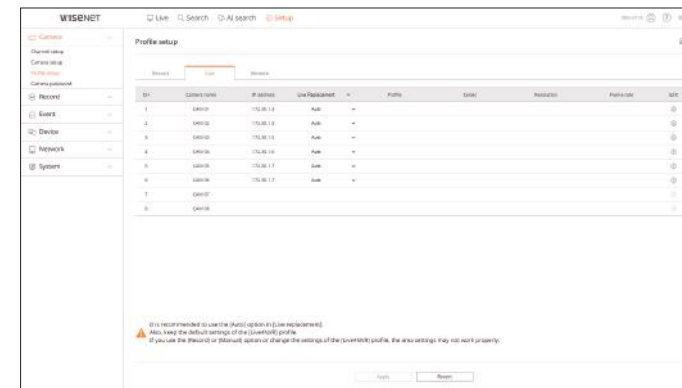 WISENET
Live Search AI search Setup
Camera
Profile setup
Channel setup
Camera setup
Profile setup
Camera password
Record
Event
Device
Network
System
Record Live Remote
CH Camera name IP address Live Replacement Profile Codec Resolution Frame rate Edit
1 CAM 01 Auto
2 CAM 02 Auto
3 CAM 03 Auto
4 CAM 04 Auto
5 CAM 05 Auto
6 CAM 06 Auto
7 CAM 07
8 CAM 08
It is recommended to use the [Auto] option in [Live replacement].
Also, keep the default settings of the [Live4NVR] profile.
If you use the [Record] or [Manual] option or change the settings of the [Live4NVR] profile, the area settings may not work properly.
Apply Revert